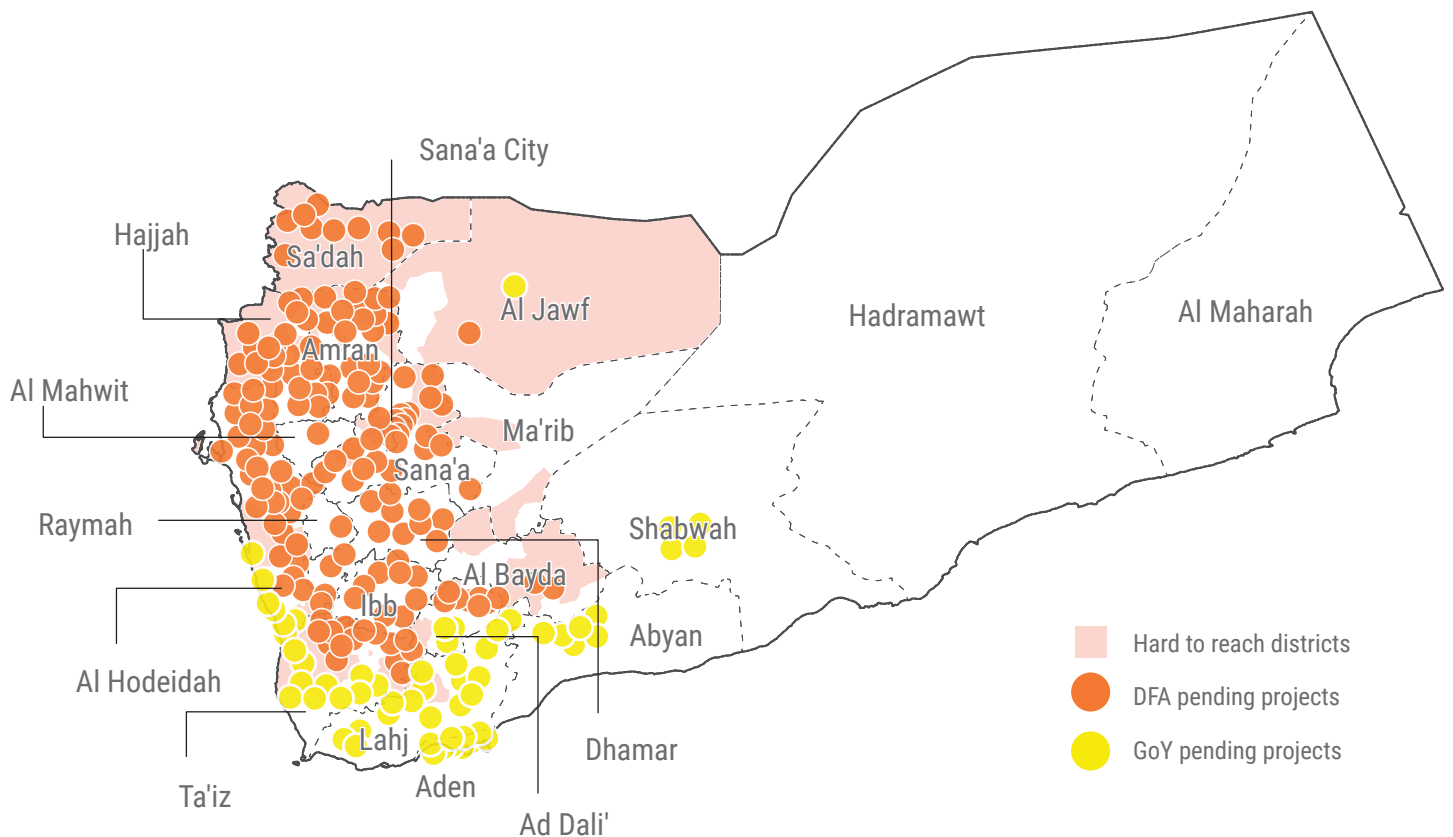 Sana'a City
Hajjah
Sa'dah
Al Jawf
Hadramawt
Al Maharah
Amran
Al Mahwit
Ma'rib
Sana'a
Raymah
Shabwah
Al Bayda
Ibb
Abyan
Hard to reach districts
Al Hodeidah
DFA pending projects
Lahj
Dhamar
GoY pending projects
Ta'iz
Aden
Ad Dali'